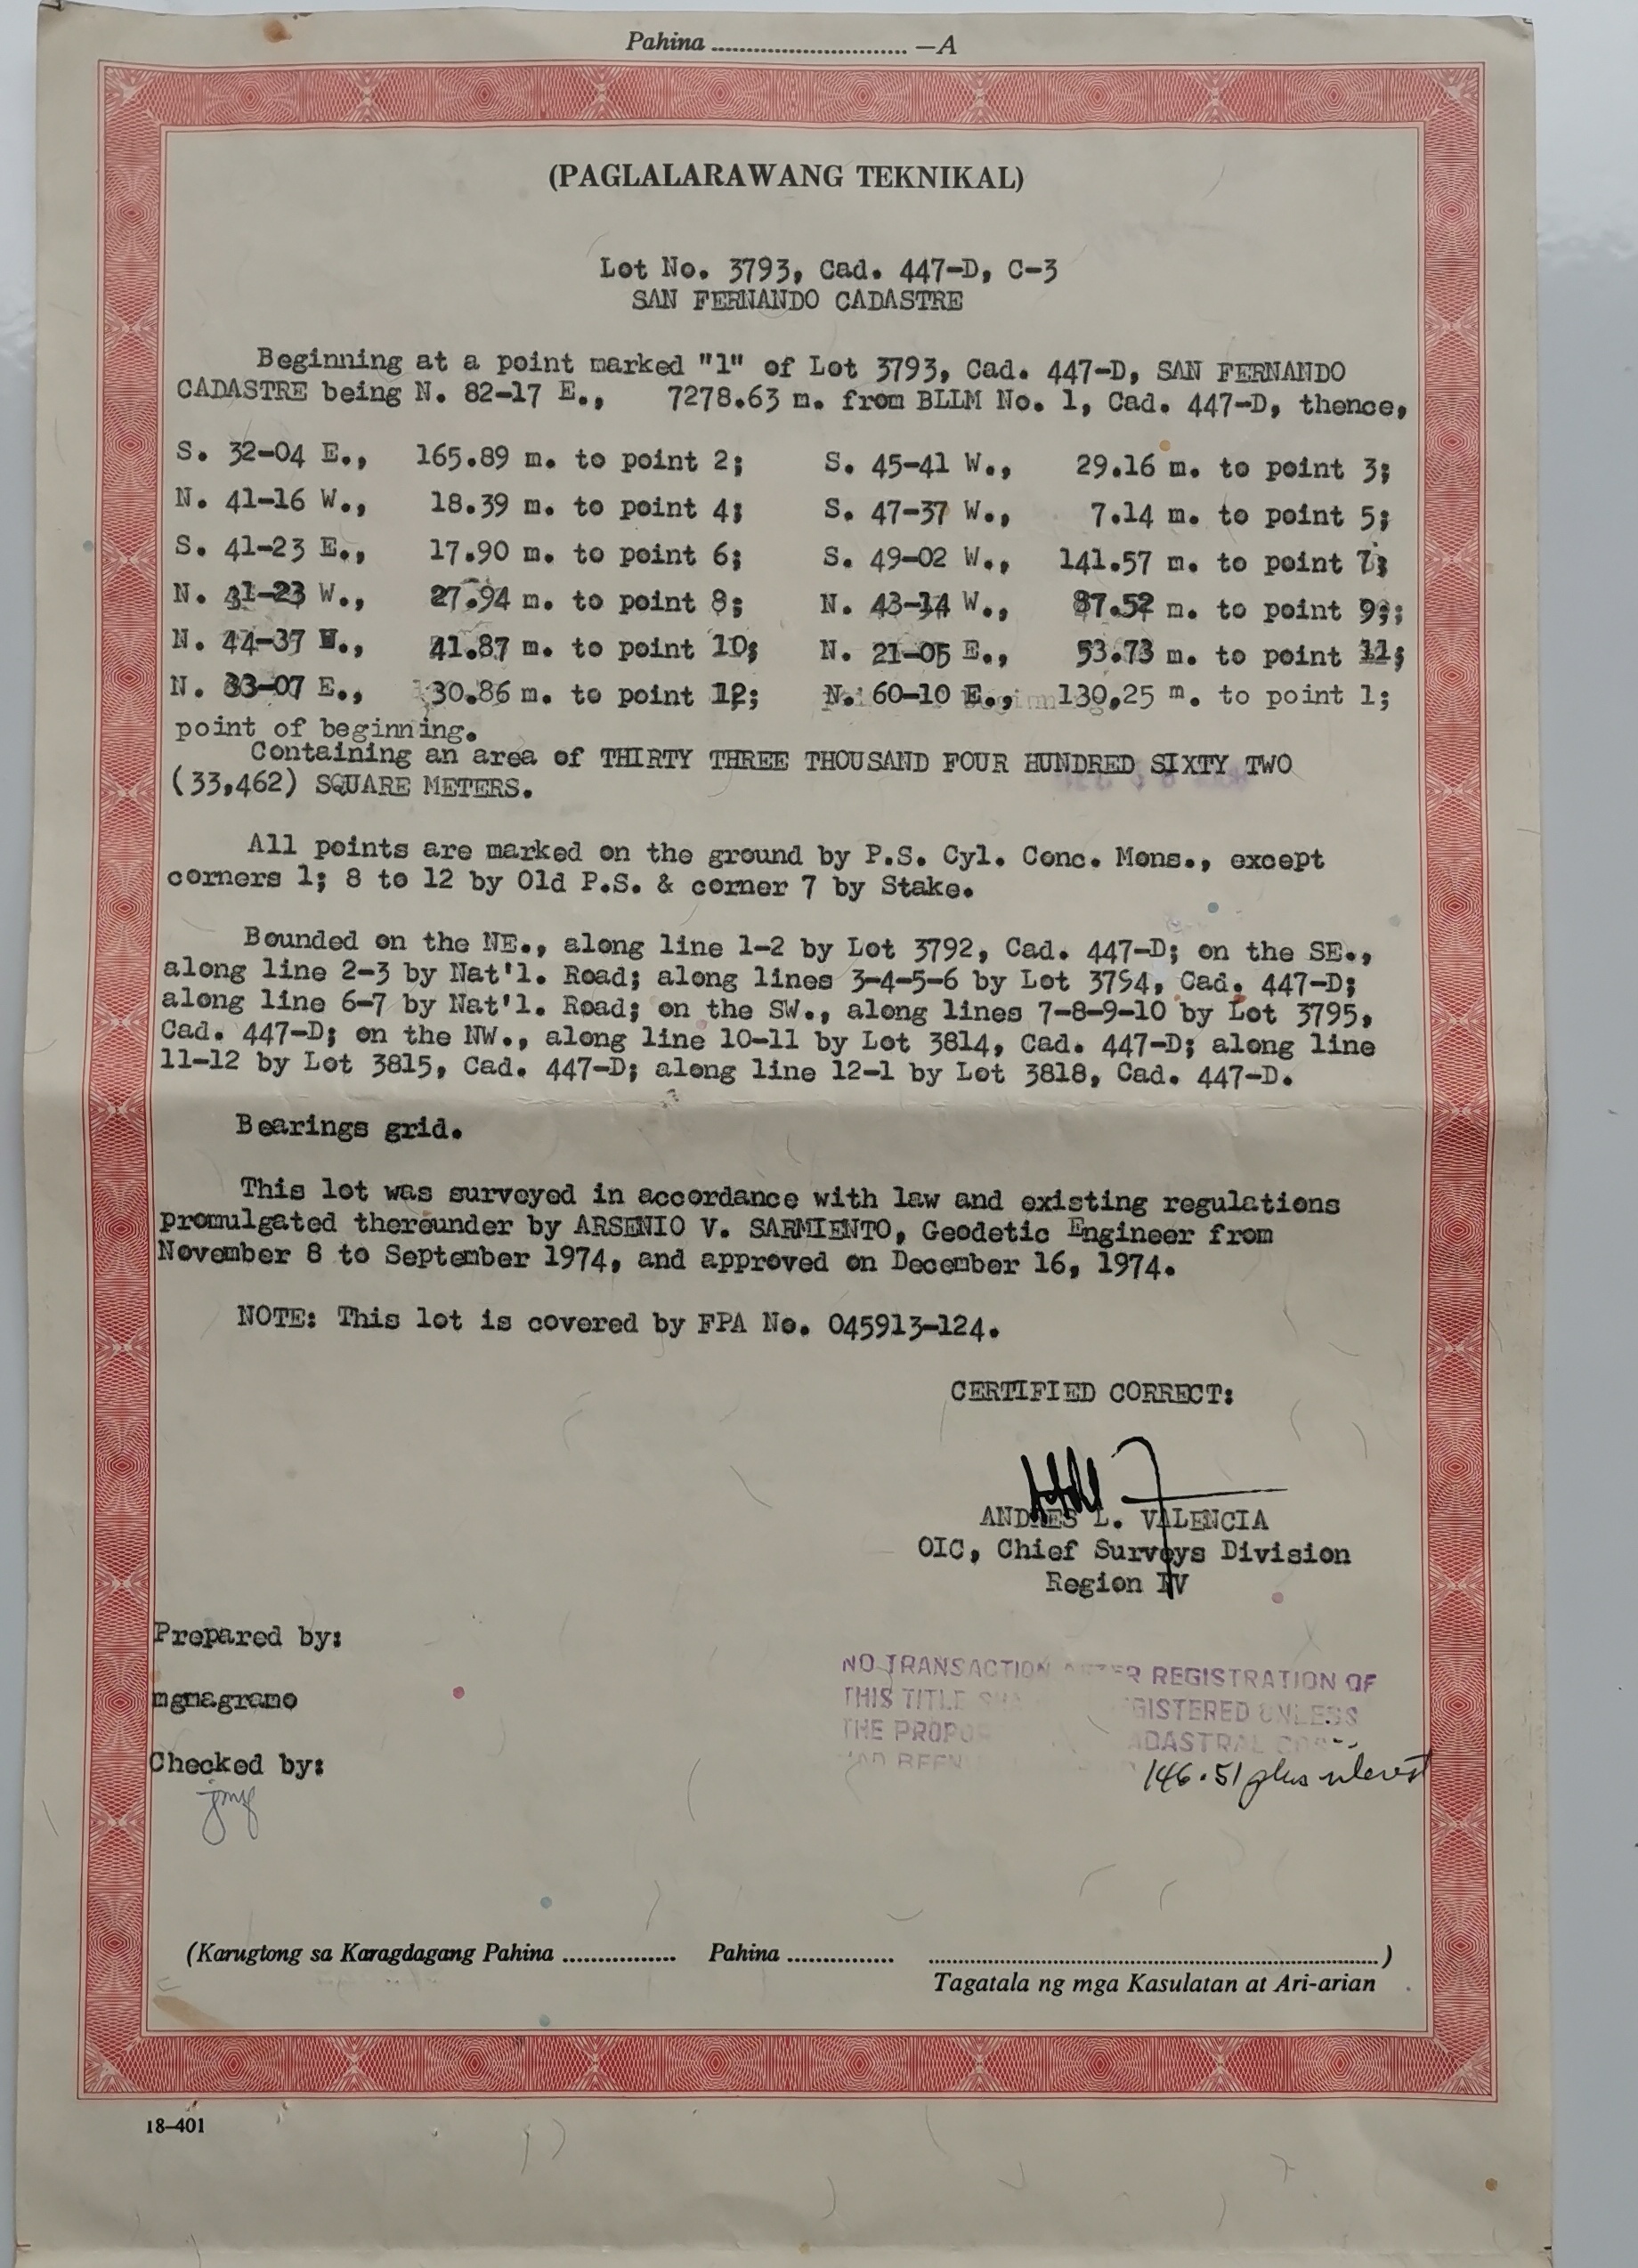 Pahina ............................ —A
(PAGLALARAWANG TEKNIKAL)
Lot No. 3793, Cad. 447-D, C-3
SAN FERNANDO CADASTRE
Beginning at a point marked "1" of Lot 3793, Cad. 447-D, SAN FERNANDO
CADASTRE being N. 82-17 E., 7278.63 m. from BLLM No. 1, Cad. 447-D, thence,
S. 32-04 E., 165.89 m. to point 2; S. 45-41 W., 29.16 m. to point 3;
N. 41-16 W., 18.39 m. to point 4; S. 47-37 W., 7.14 m. to point 5;
S. 41-23 E., 17.90 m. to point 6; S. 49-02 W., 141.57 m. to point 7;
N. 31-23 W., 27.94 m. to point 8; N. 43-14 W., 87.52 m. to point 9;;
N. 44-37 W., 41.87 m. to point 10; N. 21-05 E., 53.73 m. to point 11;
N. 33-07 E., 30.86 m. to point 12; N. 60-10 E., 130,25 m. to point 1;
point of beginning.
Containing an area of THIRTY THREE THOUSAND FOUR HUNDRED SIXTY TWO
(33,462) SQUARE METERS.
All points are marked on the ground by P.S. Cyl. Conc. Mons., except
corners 1; 8 to 12 by Old P.S. & corner 7 by Stake.
Bounded on the NE., along line 1-2 by Lot 3792, Cad. 447-D; on the SE.,
along line 2-3 by Nat'l. Road; along lines 3-4-5-6 by Lot 3794, Cad. 447-D;
along line 6-7 by Nat'l. Road; on the SW., along lines 7-8-9-10 by Lot 3795,
Cad. 447-D; on the NW., along line 10-11 by Lot 3814, Cad. 447-D; along line
11-12 by Lot 3815, Cad. 447-D; along line 12-1 by Lot 3818, Cad. 447-D.
Bearings grid.
This lot was surveyed in accordance with law and existing regulations
promulgated thereunder by ARSENIO V. SARMIENTO, Geodetic Engineer from
November 8 to September 1974, and approved on December 16, 1974.
NOTE: This lot is covered by FPA No. 045913-124.
CERTIFIED CORRECT:
ANDRES L. VALENCIA
OIC, Chief Surveys Division
Region IV
Prepared by:
NO TRANSACTION REGISTRATION OF
mgnagramo
THIS TITLE UNLESS
THE
Checked by:
146.51 plus interest
jmf
(Karugtong sa Karagdagang Pahina ................ Pahina ............... ................................................................)
Tagatala ng mga Kasulatan at Ari-arian
18-401